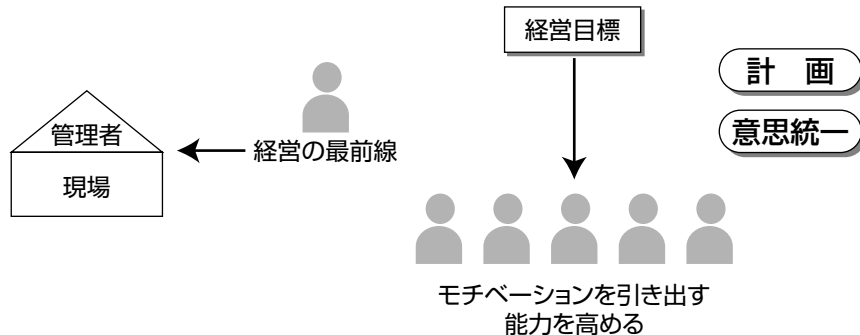 経営目標
計　画
意思統一
管理者
現場
経営の最前線
モチベーションを引き出す
能力を高める